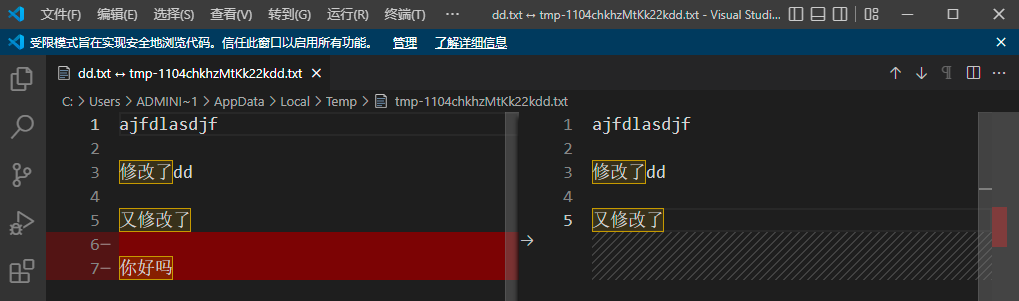 文件(F) 编辑(E) 选择(S) 查看(V) 转到(G) 运行(R) 终端(T) ··· dd.txt ↔ tmp-1104chkhzMtKk22kdd.txt - Visual Studi...
受限模式旨在实现安全地浏览代码。信任此窗口以启用所有功能。 管理 了解详细信息
dd.txt ↔ tmp-1104chkhzMtKk22kdd.txt
C: > Users > ADMINI~1 > AppData > Local > Temp > tmp-1104chkhzMtKk22kdd.txt
1 ajfdlasdjf
2
3 修改了dd
4
5 又修改了
6—
7— 你好吗
1 ajfdlasdjf
2
3 修改了dd
4
5 又修改了